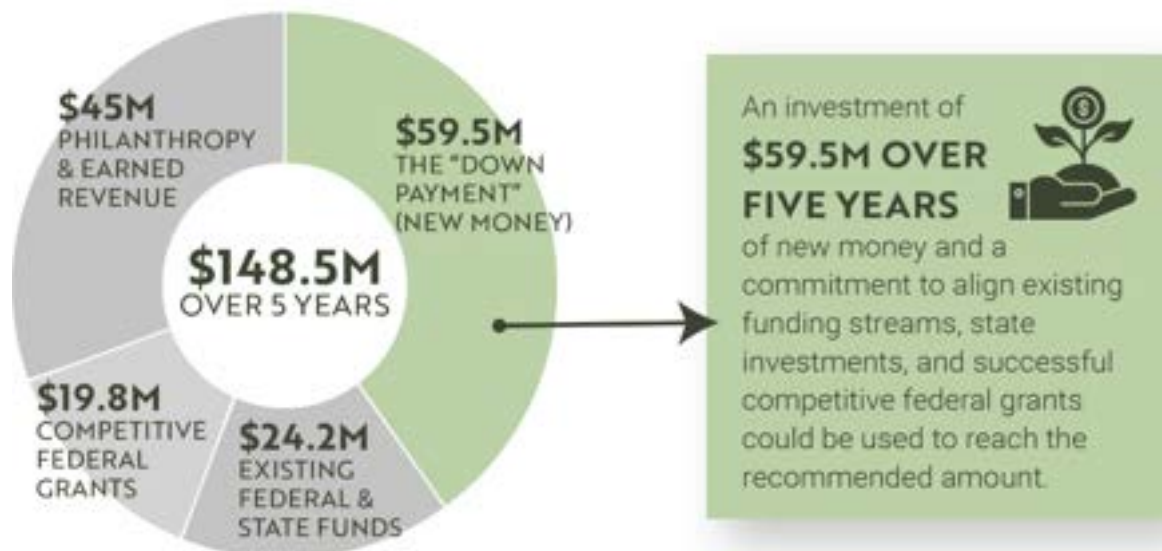 $45M
PHILANTHROPY
& EARNED
REVENUE
$59.5M
THE "DOWN
PAYMENT"
(NEW MONEY)
$148.5M
OVER 5 YEARS
$19.8M
COMPETITIVE
FEDERAL
GRANTS
$24.2M
EXISTING
FEDERAL &
STATE FUNDS
An investment of
$59.5M OVER
FIVE YEARS
of new money and a
commitment to align existing
funding streams, state
investments, and successful
competitive federal grants
could be used to reach the
recommended amount.
$